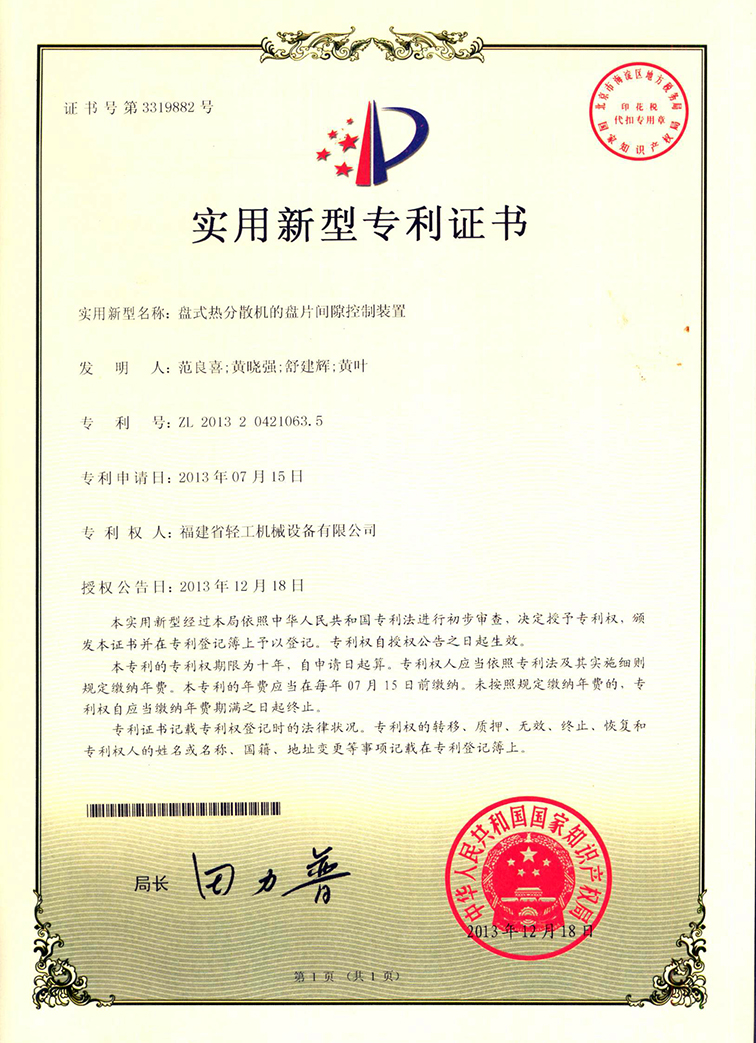 证书号第3319882号
北京市海淀区地方税务局
印花税
代扣专用章
国家知识产权局
实用新型专利证书
实用新型名称：盘式热分散机的盘片间隙控制装置
发明人：范良喜;黄晓强;舒建辉;黄叶
专利号：ZL 2013 2 0421063.5
专利申请日：2013年07月15日
专利权人：福建省轻工机械设备有限公司
授权公告日：2013年12月18日
本实用新型经过本局依照中华人民共和国专利法进行初步审查，决定授予专利权，颁
发本证书并在专利登记簿上予以登记。专利权自授权公告之日起生效。
本专利的专利权期限为十年，自申请日起算。专利权人应当依照专利法及其实施细则
规定缴纳年费。本专利的年费应当在每年07月15日前缴纳。未按照规定缴纳年费的，专
利权自应当缴纳年费期满之日起终止。
专利证书记载专利权登记时的法律状况。专利权的转移、质押、无效、终止、恢复和
专利权人的姓名或名称、国籍、地址变更等事项记载在专利登记簿上。
局长 田力普
中华人民共和国国家知识产权局
2013年12月18日
第1页（共1页）